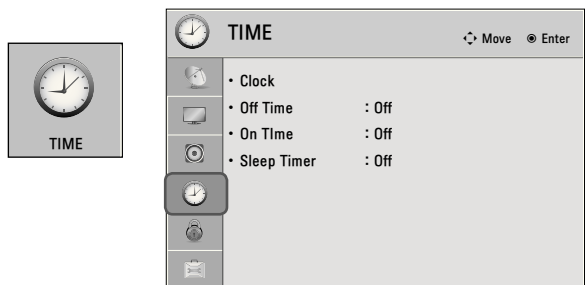 TIME
TIME Move Enter
• Clock
• Off Time : Off
• On TIme : Off
• Sleep Timer : Off